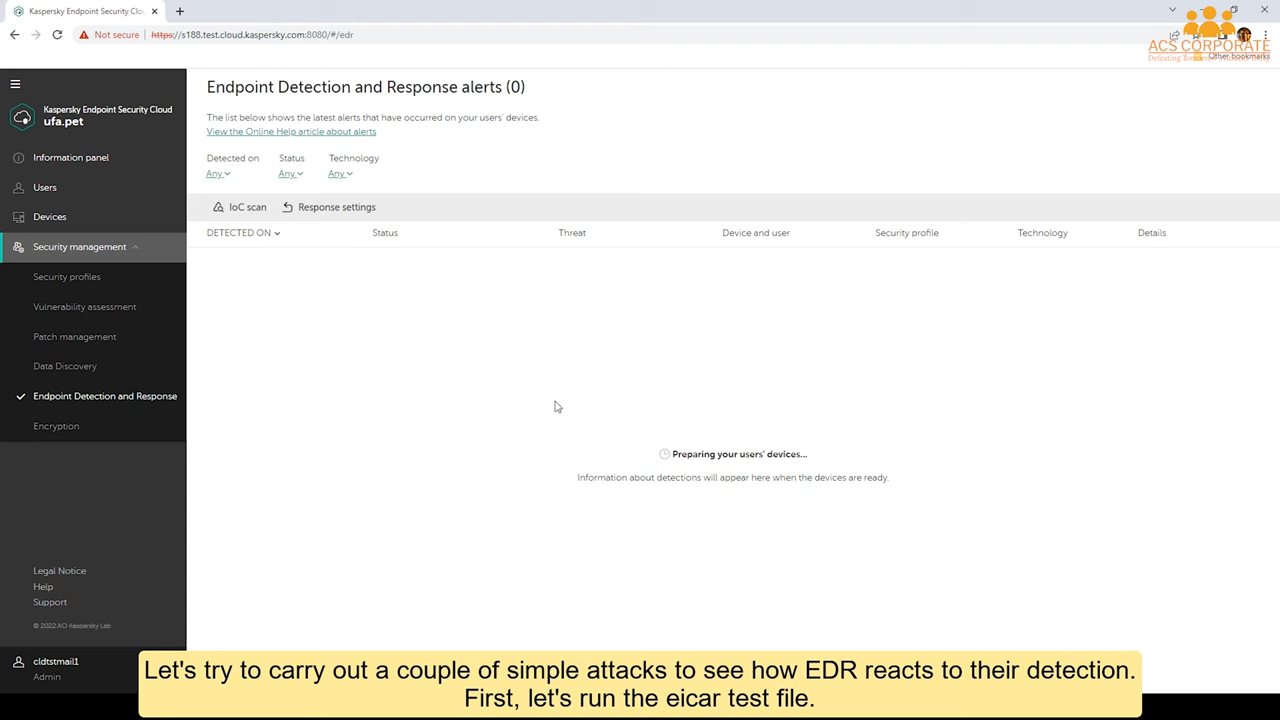 Kaspersky Endpoint Security Cloud
Not secure
https://s188.test.cloud.kaspersky.com:8080/#/edr
ACS CORPORATE
Other bookmarks
Kaspersky Endpoint Security Cloud
ufa.pet
Information panel
Users
Devices
Security management
Security profiles
Vulnerability assessment
Patch management
Data Discovery
Endpoint Detection and Response
Encryption
Legal Notice
Help
Support
© 2022 AO Kaspersky Lab
cldtstmail1
Admin
Endpoint Detection and Response alerts (0)
The list below shows the latest alerts that have occurred on your users' devices.
View the Online Help article about alerts
Detected on Status Technology
Any Any Any
IoC scan Response settings
DETECTED ON Status Threat Device and user Security profile Technology Details
Preparing your users' devices...
Information about detections will appear here when the devices are ready.
Let's try to carry out a couple of simple attacks to see how EDR reacts to their detection.
First, let's run the eicar test file.